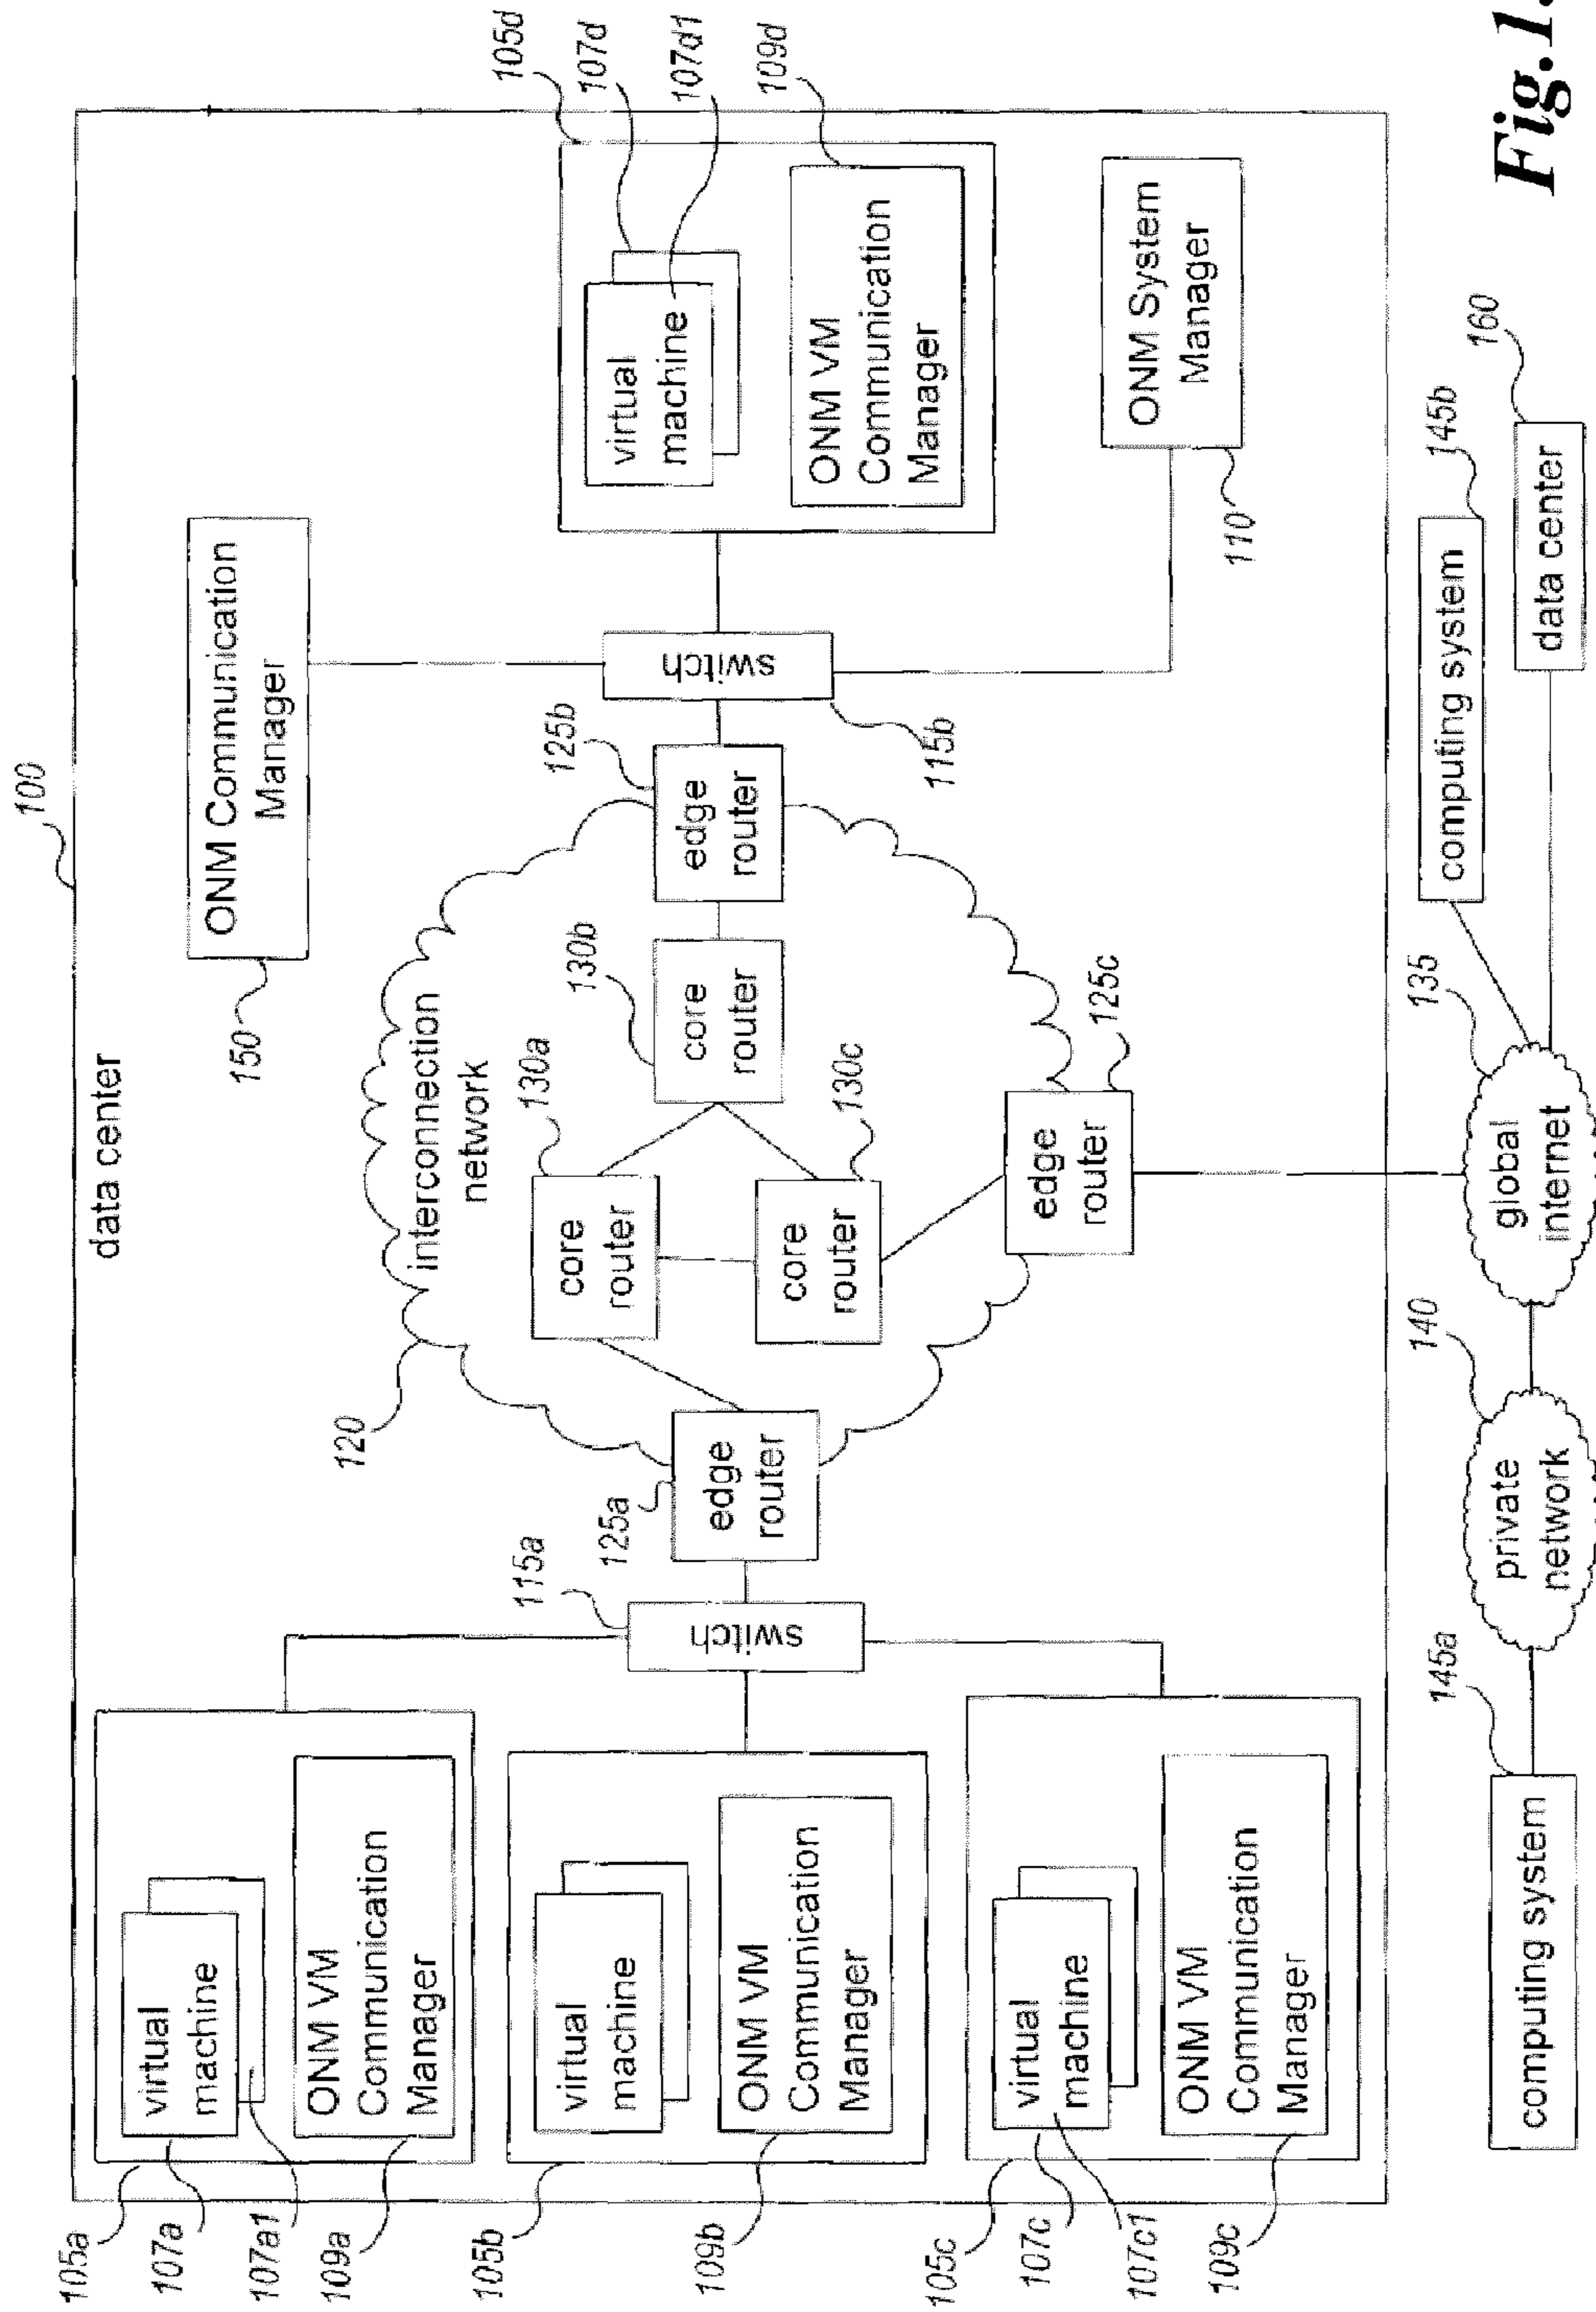 100
data center
105a
107a
107a1
109a
virtual
machine
ONM VM
Communication
Manager
105b
109b
virtual
machine
ONM VM
Communication
Manager
105c
107c
107c1
109c
virtual
machine
ONM VM
Communication
Manager
115a
switch
125a
edge
router
120
interconnection
network
130a
core
router
130b
core
router
130c
core
router
125b
edge
router
125c
edge
router
150
ONM Communication
Manager
switch
115b
105d
107d
107d1
109d
virtual
machine
ONM VM
Communication
Manager
ONM System
Manager
110
145a
computing system
140
private
network
135
global
internet
145b
computing system
160
data center
Fig.1.